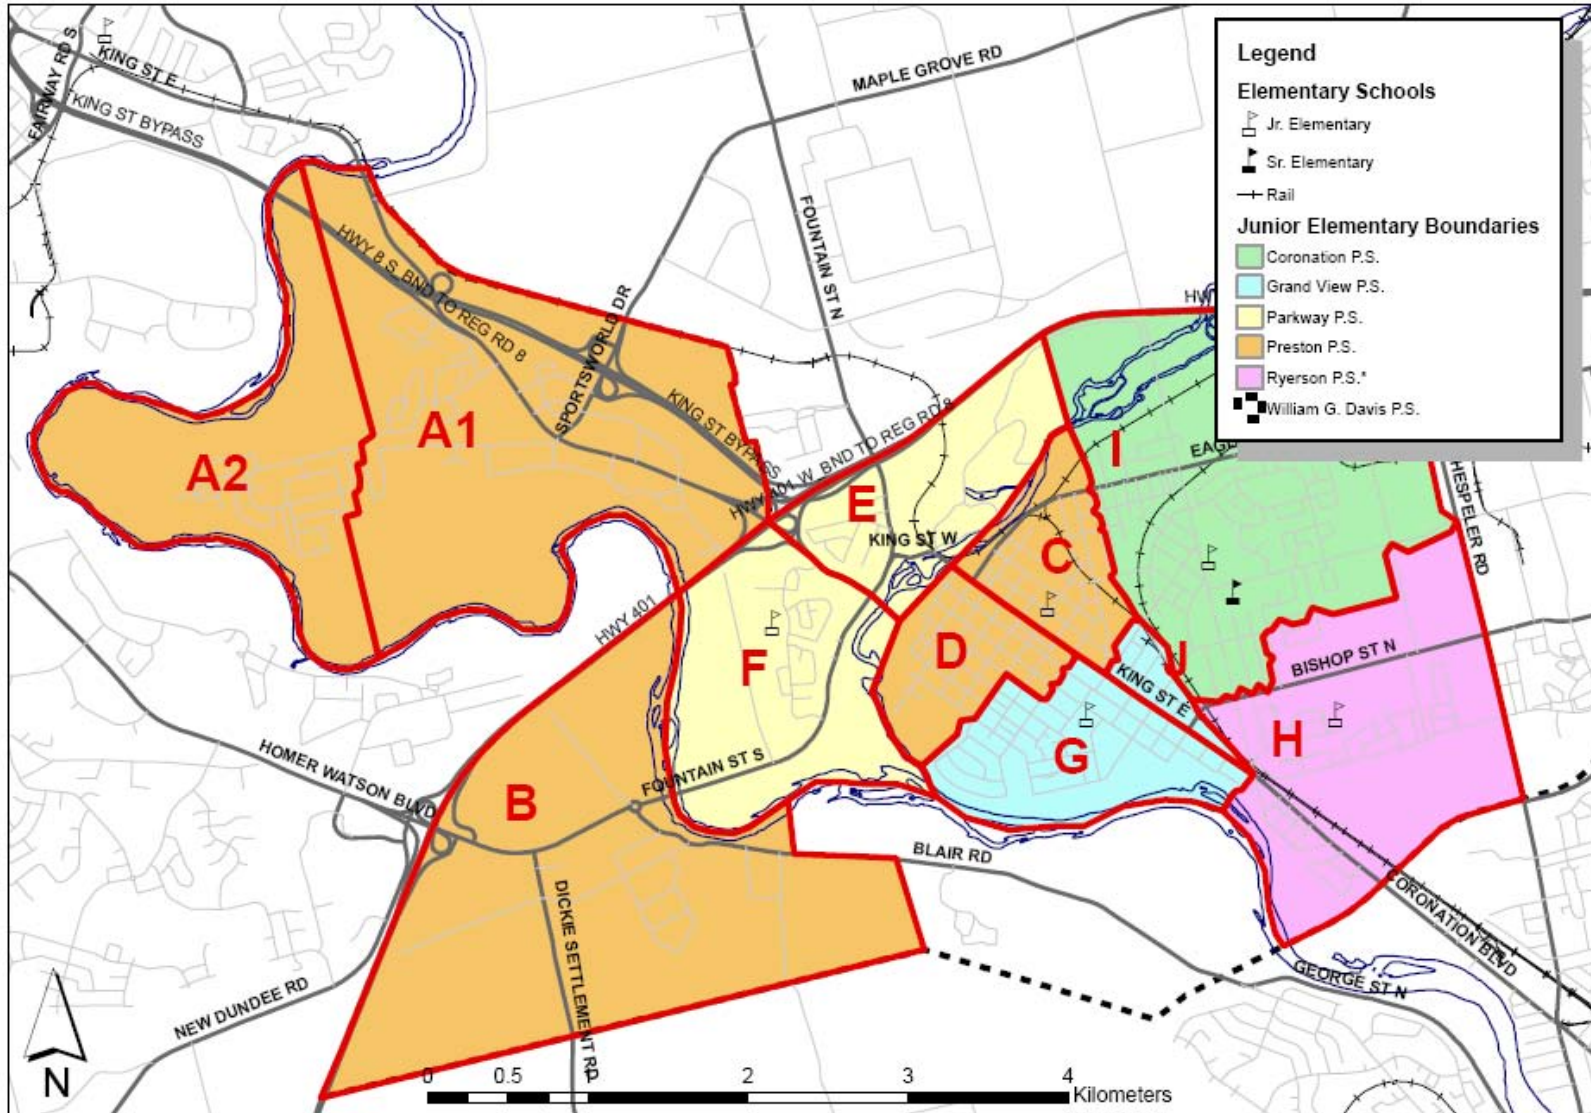 FAIRWAY RD S
KING ST E
KING ST BYPASS
MAPLE GROVE RD
HWY 8 S_BND TO REG RD 8
SPORTSWORLD DR
FOUNTAIN ST N
KING ST BYPASS
HWY 401 W_BND TO REG RD 8
HW
EAG
HESPELER RD
Legend
Elementary Schools
Jr. Elementary
Sr. Elementary
Rail
Junior Elementary Boundaries
Coronation P.S.
Grand View P.S.
Parkway P.S.
Preston P.S.
Ryerson P.S.*
William G. Davis P.S.
A1
A2
I
E
KING ST W
C
HWY 401
F
D
J
BISHOP ST N
KING ST E
H
G
HOMER WATSON BLVD
B
FOUNTAIN ST S
BLAIR RD
DICKIE SETTLEMENT RD
CORONATION BLVD
GEORGE ST N
NEW DUNDEE RD
N
0 0.5 1 2 3 4
Kilometers